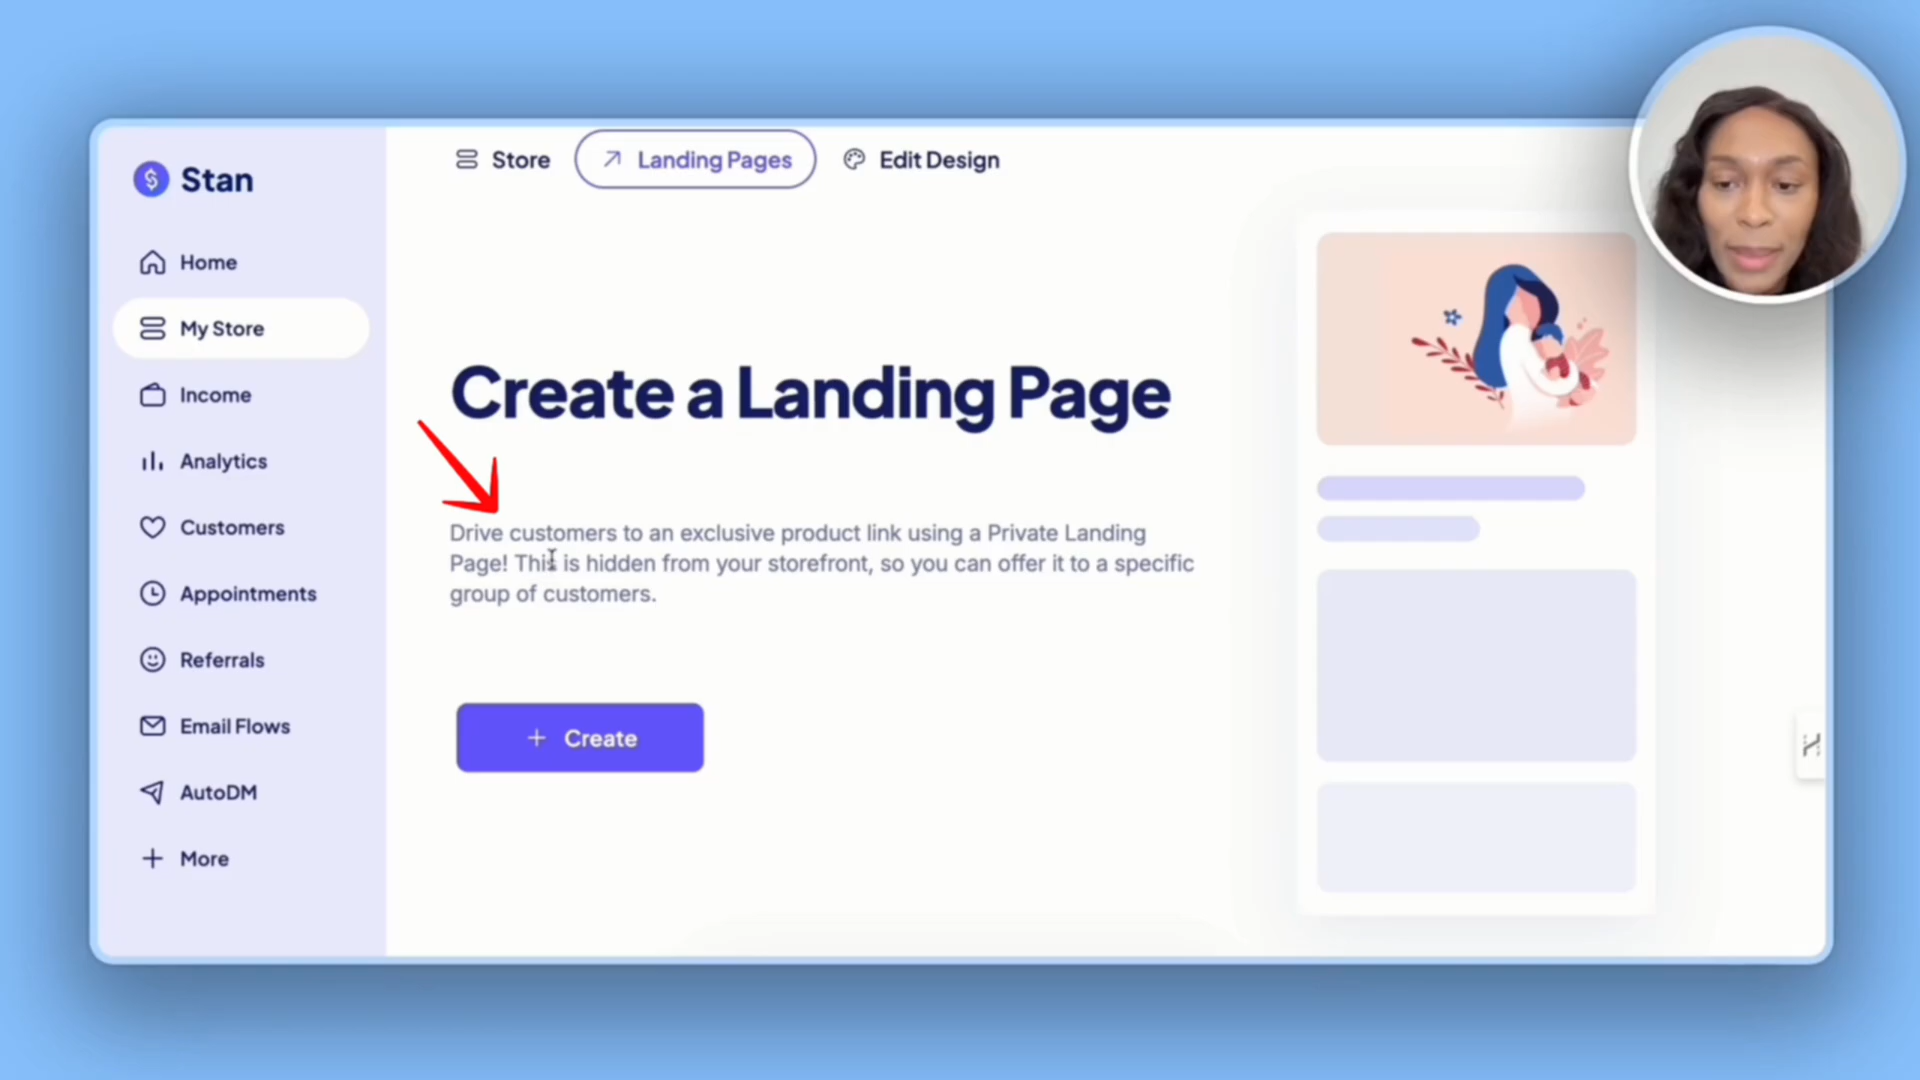 Stan
Home
My Store
Income
Analytics
Customers
Appointments
Referrals
Email Flows
AutoDM
More
Store
Landing Pages
Edit Design
Create a Landing Page
Drive customers to an exclusive product link using a Private Landing
Page! This is hidden from your storefront, so you can offer it to a specific
group of customers.
+ Create